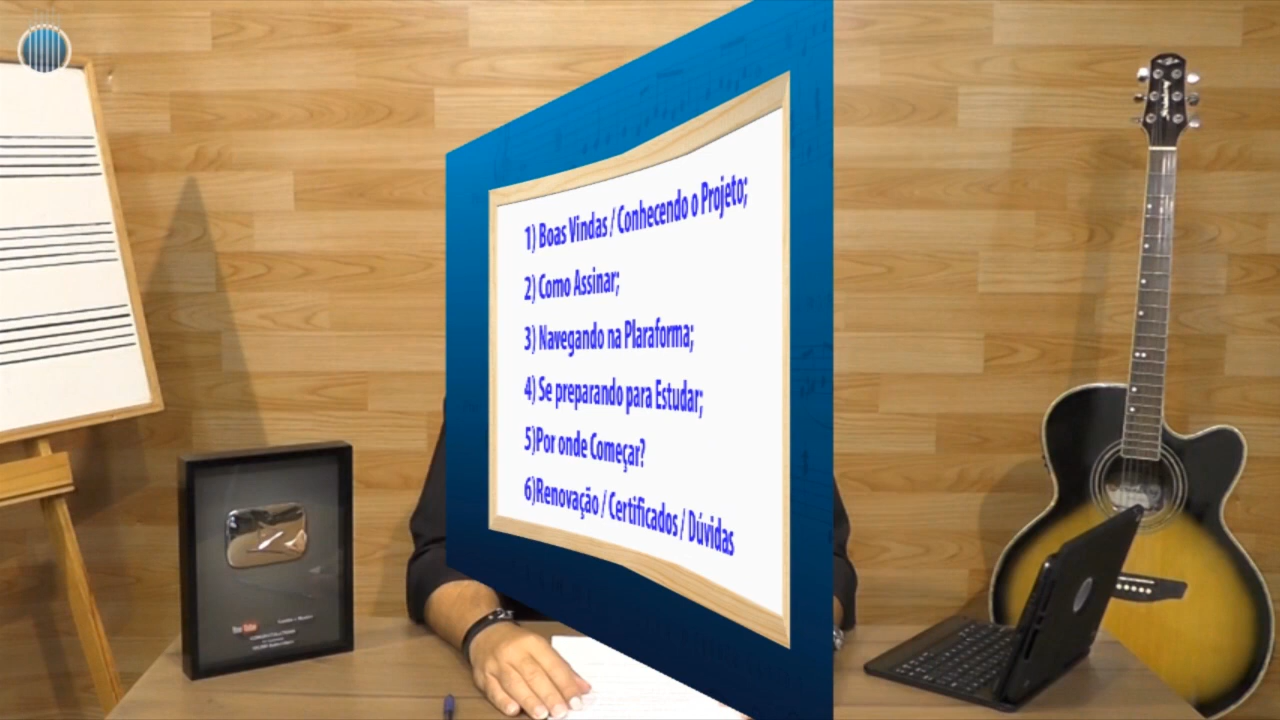 1) Boas Vindas / Conhecendo o Projeto;
2) Como Assinar;
3) Navegando na Plaraforma;
4) Se preparando para Estudar;
5)Por onde Começar?
6)Renovação / Certificados / Dúvidas
YouTube